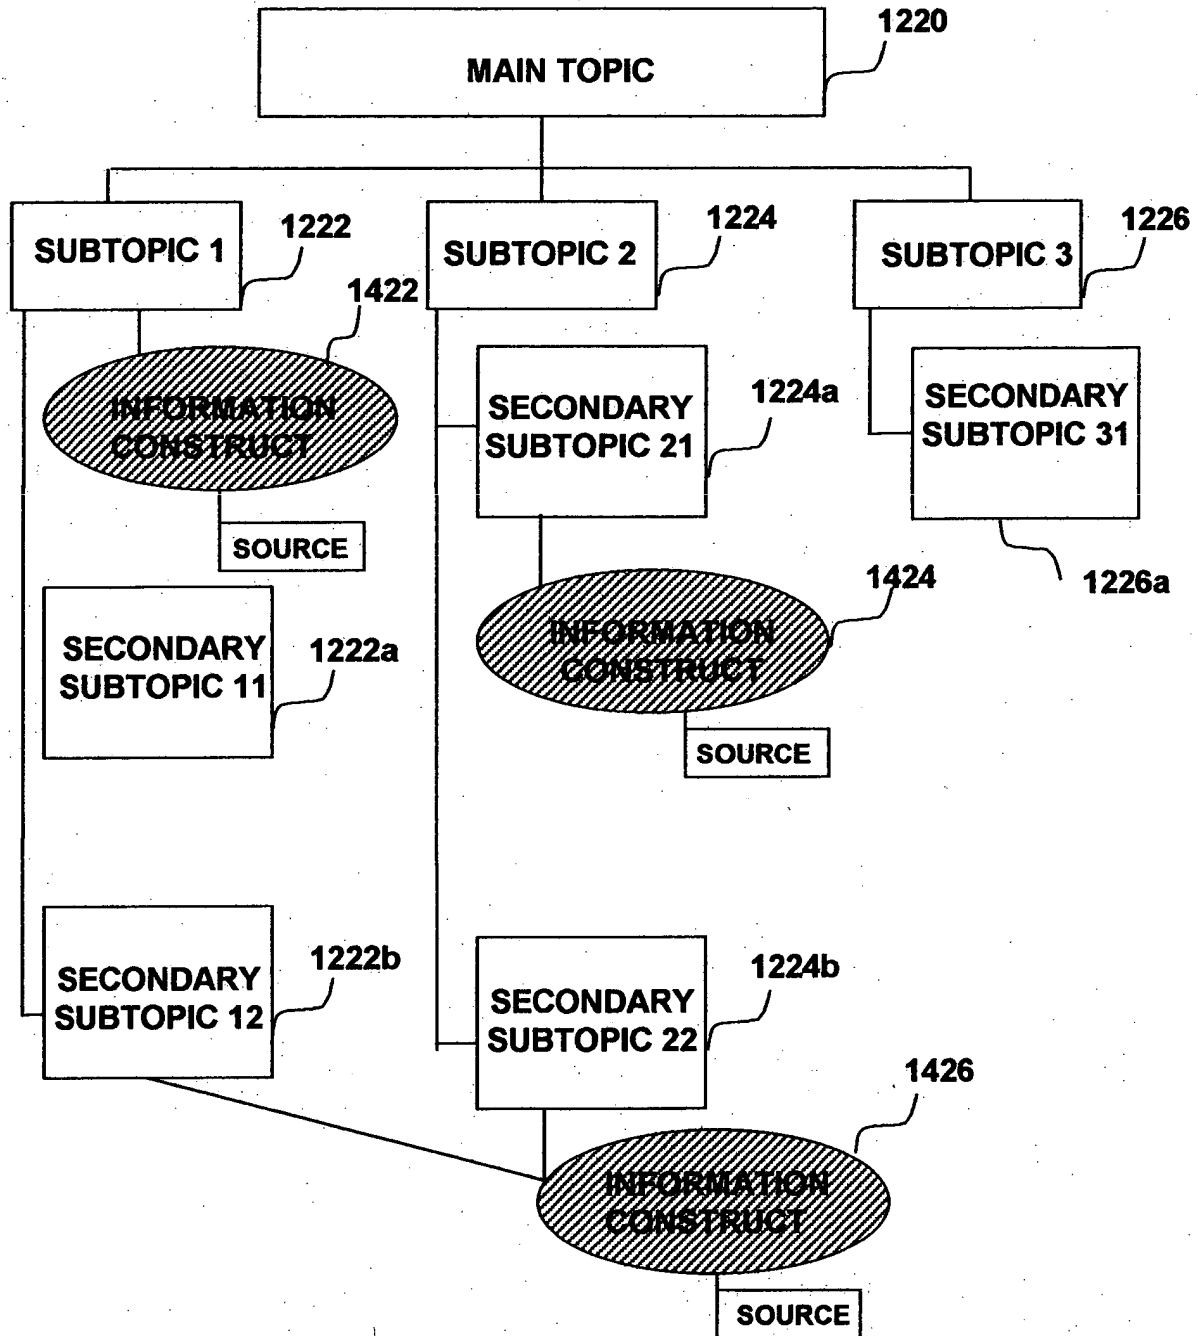 1220
MAIN TOPIC
SUBTOPIC 1
1222
SUBTOPIC 2
1224
SUBTOPIC 3
1226
1422
INFORMATION
CONSTRUCT
SOURCE
SECONDARY
SUBTOPIC 21
1224a
SECONDARY
SUBTOPIC 31
1226a
1424
INFORMATION
CONSTRUCT
SOURCE
SECONDARY
SUBTOPIC 11
1222a
SECONDARY
SUBTOPIC 12
1222b
SECONDARY
SUBTOPIC 22
1224b
1426
INFORMATION
CONSTRUCT
SOURCE